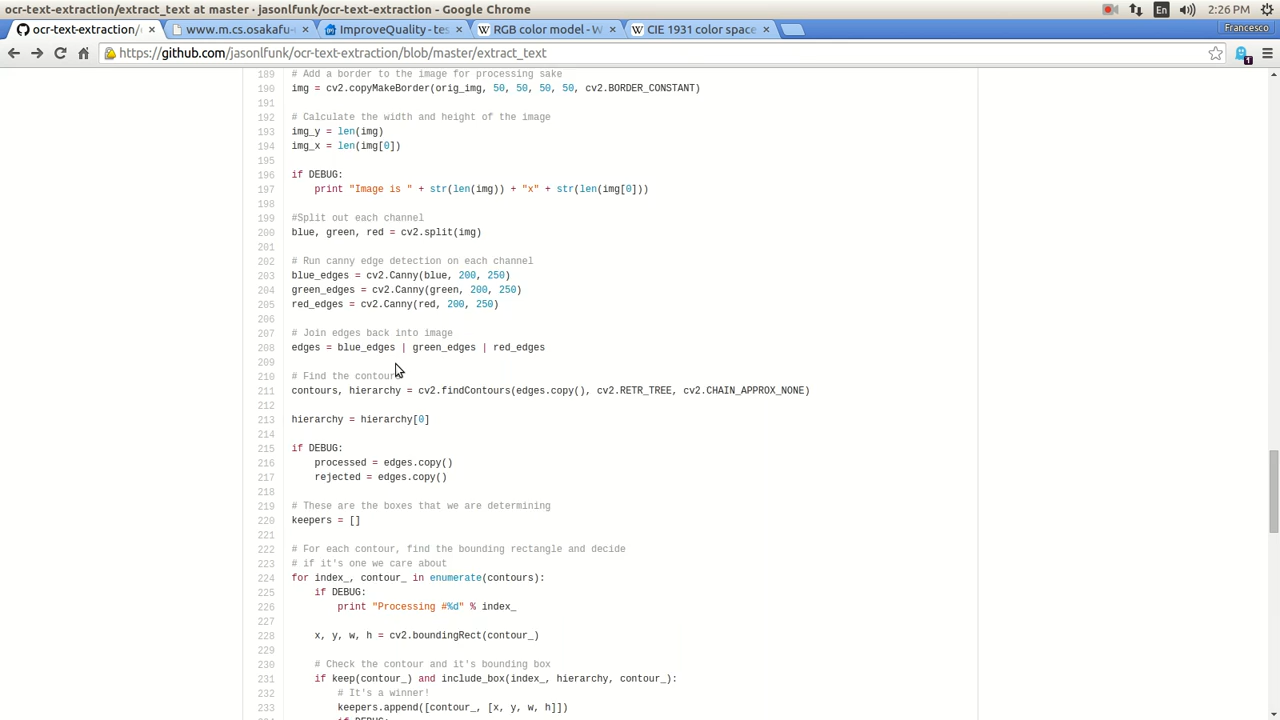 ocr-text-extraction/extract_text at master · jasonlfunk/ocr-text-extraction - Google Chrome
En
2:26 PM
ocr-text-extraction/
www.m.cs.osakafu-u
ImproveQuality - tes
RGB color model - W
CIE 1931 color space
Francesco
https://github.com/jasonlfunk/ocr-text-extraction/blob/master/extract_text
1
189 # Add a border to the image for processing sake
190 img = cv2.copyMakeBorder(orig_img, 50, 50, 50, 50, cv2.BORDER_CONSTANT)
191
192 # Calculate the width and height of the image
193 img_y = len(img)
194 img_x = len(img[0])
195
196 if DEBUG:
197 print "Image is " + str(len(img)) + "x" + str(len(img[0]))
198
199 #Split out each channel
200 blue, green, red = cv2.split(img)
201
202 # Run canny edge detection on each channel
203 blue_edges = cv2.Canny(blue, 200, 250)
204 green_edges = cv2.Canny(green, 200, 250)
205 red_edges = cv2.Canny(red, 200, 250)
206
207 # Join edges back into image
208 edges = blue_edges | green_edges | red_edges
209
210 # Find the contours
211 contours, hierarchy = cv2.findContours(edges.copy(), cv2.RETR_TREE, cv2.CHAIN_APPROX_NONE)
212
213 hierarchy = hierarchy[0]
214
215 if DEBUG:
216 processed = edges.copy()
217 rejected = edges.copy()
218
219 # These are the boxes that we are determining
220 keepers = []
221
222 # For each contour, find the bounding rectangle and decide
223 # if it's one we care about
224 for index_, contour_ in enumerate(contours):
225 if DEBUG:
226 print "Processing #%d" % index_
227
228 x, y, w, h = cv2.boundingRect(contour_)
229
230 # Check the contour and it's bounding box
231 if keep(contour_) and include_box(index_, hierarchy, contour_):
232 # It's a winner!
233 keepers.append([contour_, [x, y, w, h]])
234 if DEBUG: